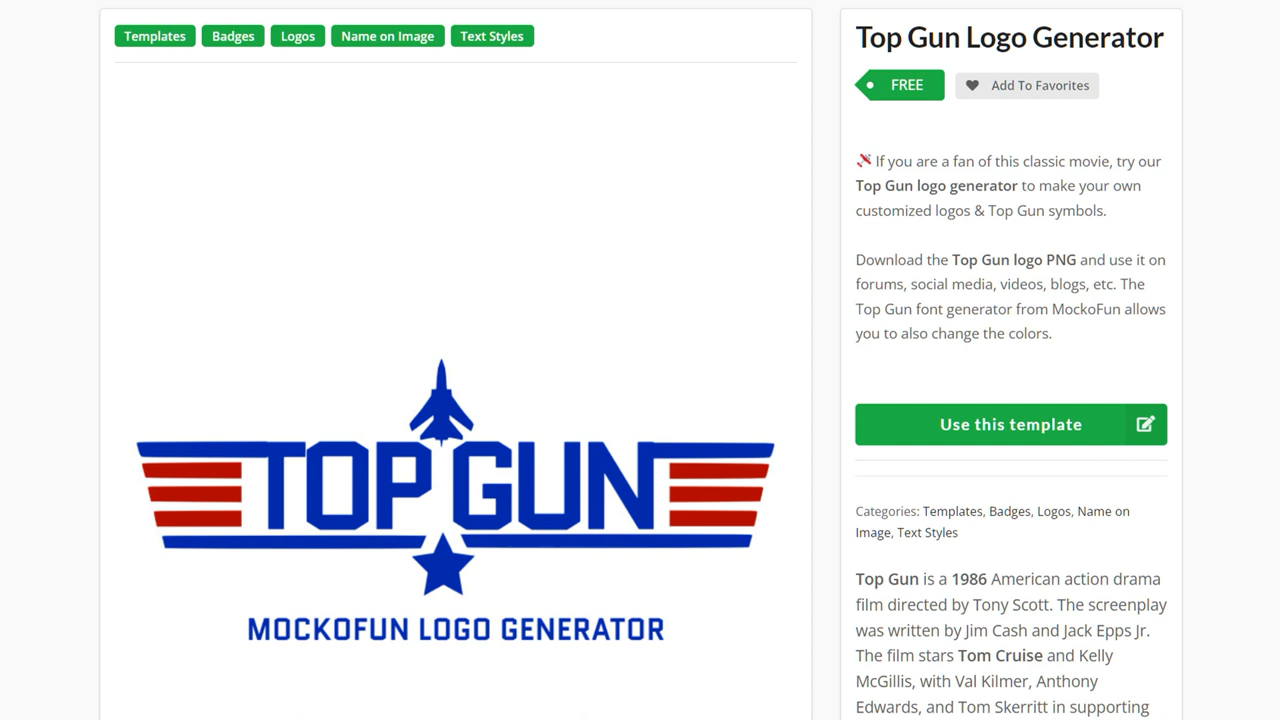 Templates
Badges
Logos
Name on Image
Text Styles
TOP GUN
MOCKOFUN LOGO GENERATOR
Top Gun Logo Generator
FREE
Add To Favorites
If you are a fan of this classic movie, try our
Top Gun logo generator to make your own
customized logos & Top Gun symbols.
Download the Top Gun logo PNG and use it on
forums, social media, videos, blogs, etc. The
Top Gun font generator from MockoFun allows
you to also change the colors.
Use this template
Categories: Templates, Badges, Logos, Name on
Image, Text Styles
Top Gun is a 1986 American action drama
film directed by Tony Scott. The screenplay
was written by Jim Cash and Jack Epps Jr.
The film stars Tom Cruise and Kelly
McGillis, with Val Kilmer, Anthony
Edwards, and Tom Skerritt in supporting